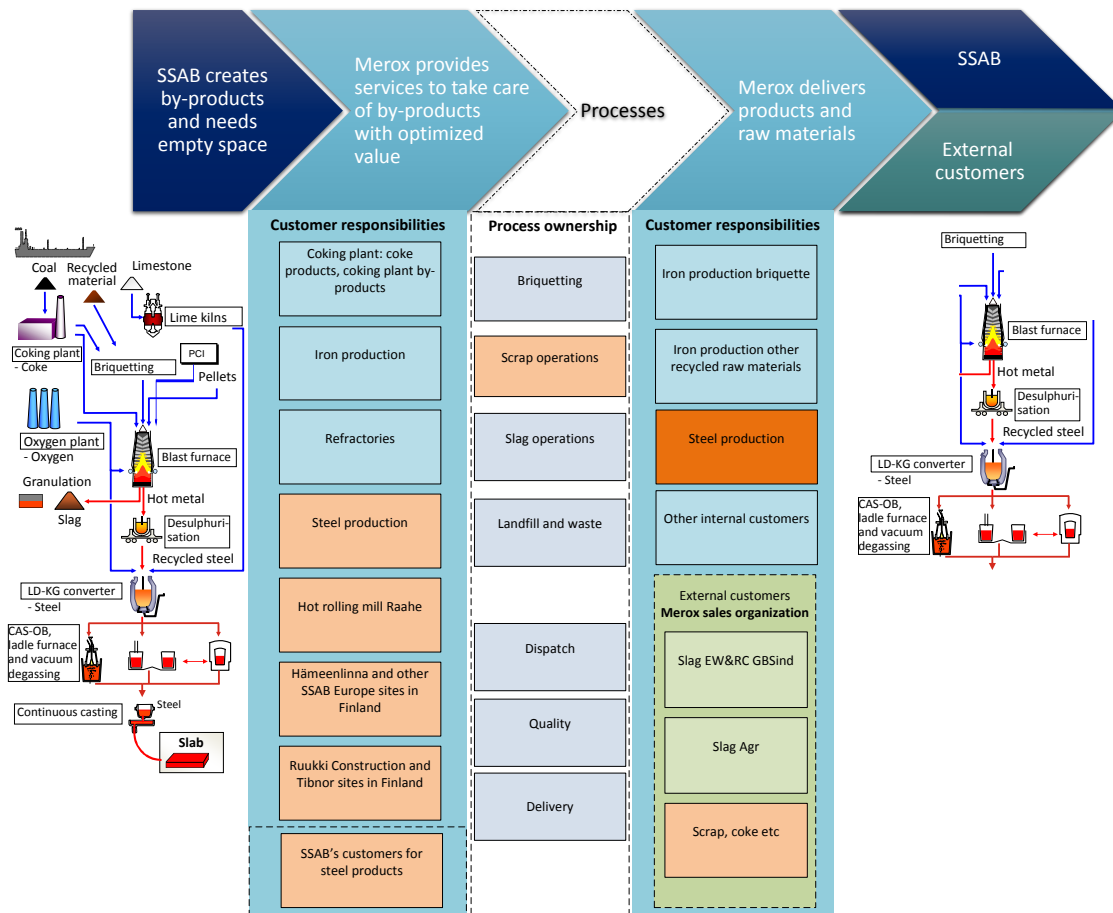 SSAB creates
by-products
and needs
empty space
Merox provides
services to take care
of by-products
with optimized
value
Processes
Merox delivers
products and
raw materials
SSAB
External
customers
Coal
Recycled
material
Limestone
Lime kilns
Coking plant
- Coke
Briquetting
PCI
Pellets
Oxygen plant
- Oxygen
Blast furnace
Granulation
Slag
Hot metal
Desulphuri-
sation
Recycled steel
LD-KG converter
- Steel
CAS-OB,
ladle furnace
and vacuum
degassing
Continuous casting
Steel
Slab
Customer responsibilities
Coking plant: coke
products, coking plant by-
products
Iron production
Refractories
Steel production
Hot rolling mill Raahe
Hämeenlinna and other
SSAB Europe sites in
Finland
Ruukki Construction and
Tibnor sites in Finland
SSAB's customers for
steel products
Process ownership
Briquetting
Scrap operations
Slag operations
Landfill and waste
Dispatch
Quality
Delivery
Customer responsibilities
Iron production briquette
Iron production other
recycled raw materials
Steel production
Other internal customers
External customers
Merox sales organization
Slag EW&RC GBSind
Slag Agr
Scrap, coke etc
Briquetting
Blast furnace
Hot metal
Desulphuri-
sation
Recycled steel
LD-KG converter
- Steel
CAS-OB,
ladle furnace
and vacuum
degassing